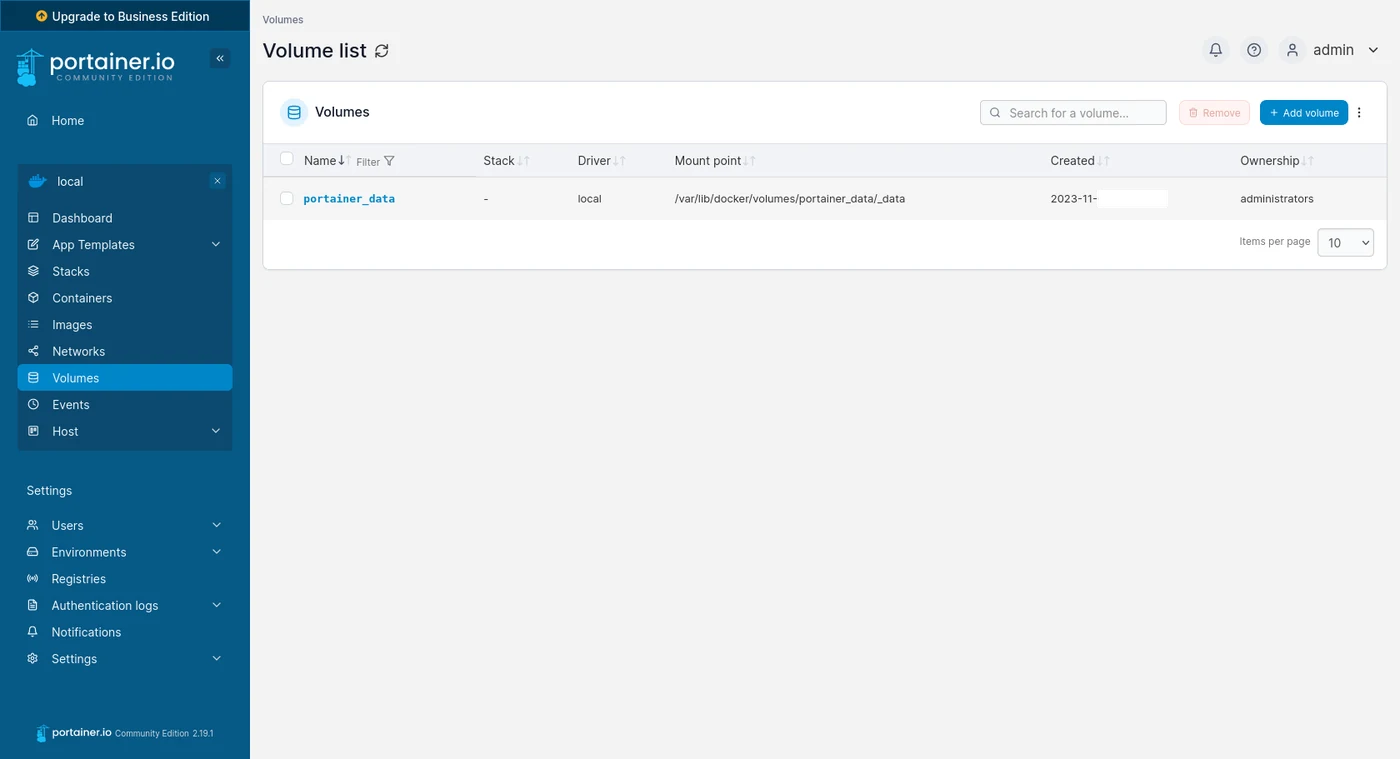 Upgrade to Business Edition
portainer.io
COMMUNITY EDITION
Home
local
Dashboard
App Templates
Stacks
Containers
Images
Networks
Volumes
Events
Host
Settings
Users
Environments
Registries
Authentication logs
Notifications
Settings
portainer.io Community Edition 2.19.1
Volumes
Volume list
admin
Volumes
Search for a volume...
Remove
+ Add volume
Name Filter Stack Driver Mount point Created Ownership
portainer_data - local /var/lib/docker/volumes/portainer_data/_data 2023-11- administrators
Items per page 10